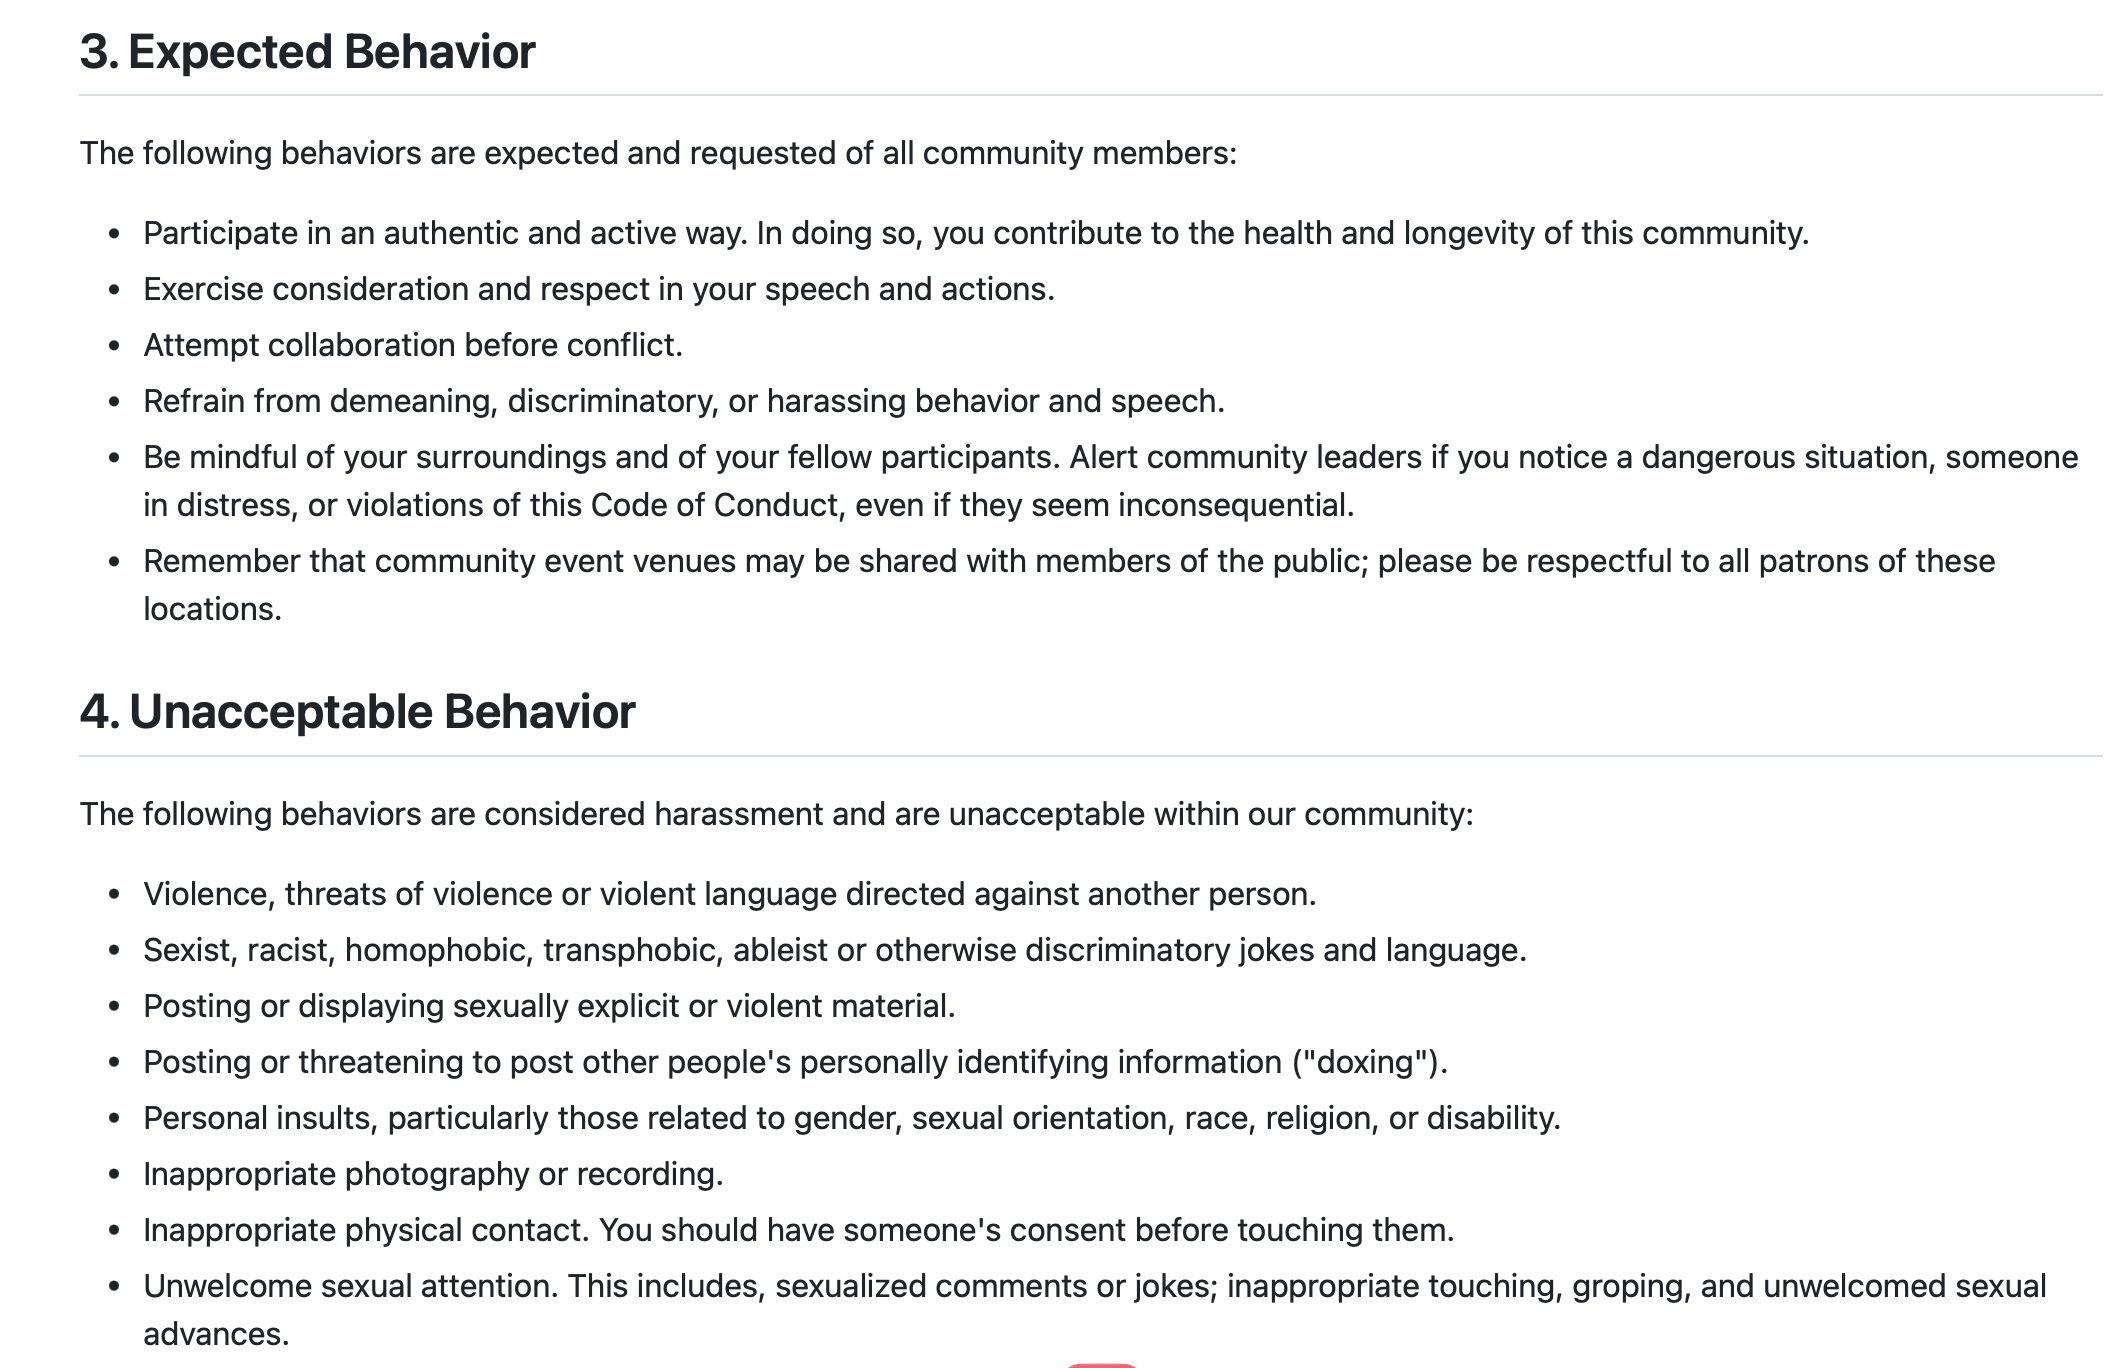 3. Expected Behavior
The following behaviors are expected and requested of all community members:
• Participate in an authentic and active way. In doing so, you contribute to the health and longevity of this community.
• Exercise consideration and respect in your speech and actions.
• Attempt collaboration before conflict.
• Refrain from demeaning, discriminatory, or harassing behavior and speech.
• Be mindful of your surroundings and of your fellow participants. Alert community leaders if you notice a dangerous situation, someone
in distress, or violations of this Code of Conduct, even if they seem inconsequential.
• Remember that community event venues may be shared with members of the public; please be respectful to all patrons of these
locations.
4. Unacceptable Behavior
The following behaviors are considered harassment and are unacceptable within our community:
• Violence, threats of violence or violent language directed against another person.
• Sexist, racist, homophobic, transphobic, ableist or otherwise discriminatory jokes and language.
• Posting or displaying sexually explicit or violent material.
• Posting or threatening to post other people's personally identifying information ("doxing").
• Personal insults, particularly those related to gender, sexual orientation, race, religion, or disability.
• Inappropriate photography or recording.
• Inappropriate physical contact. You should have someone's consent before touching them.
• Unwelcome sexual attention. This includes, sexualized comments or jokes; inappropriate touching, groping, and unwelcomed sexual
advances.